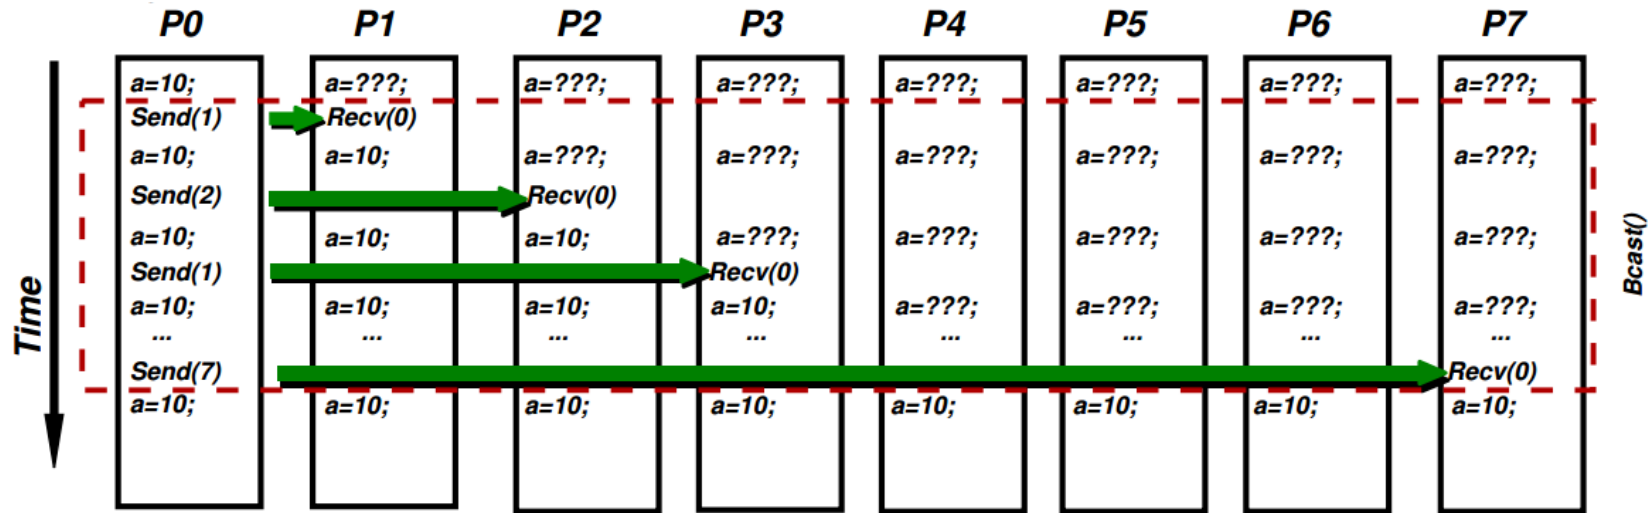 P0 P1 P2 P3 P4 P5 P6 P7
a=10; a=???; a=???; a=???; a=???; a=???; a=???; a=???;
Send(1) Recv(0)
a=10; a=10; a=???; a=???; a=???; a=???; a=???; a=???;
Send(2) Recv(0)
a=10; a=10; a=10; a=???; a=???; a=???; a=???; a=???;
Send(1) Recv(0)
a=10; a=10; a=10; a=10; a=???; a=???; a=???; a=???;
... ... ... ... ... ... ... ...
Send(7) Recv(0)
a=10; a=10; a=10; a=10; a=10; a=10; a=10; a=10;
Time
Bcast()